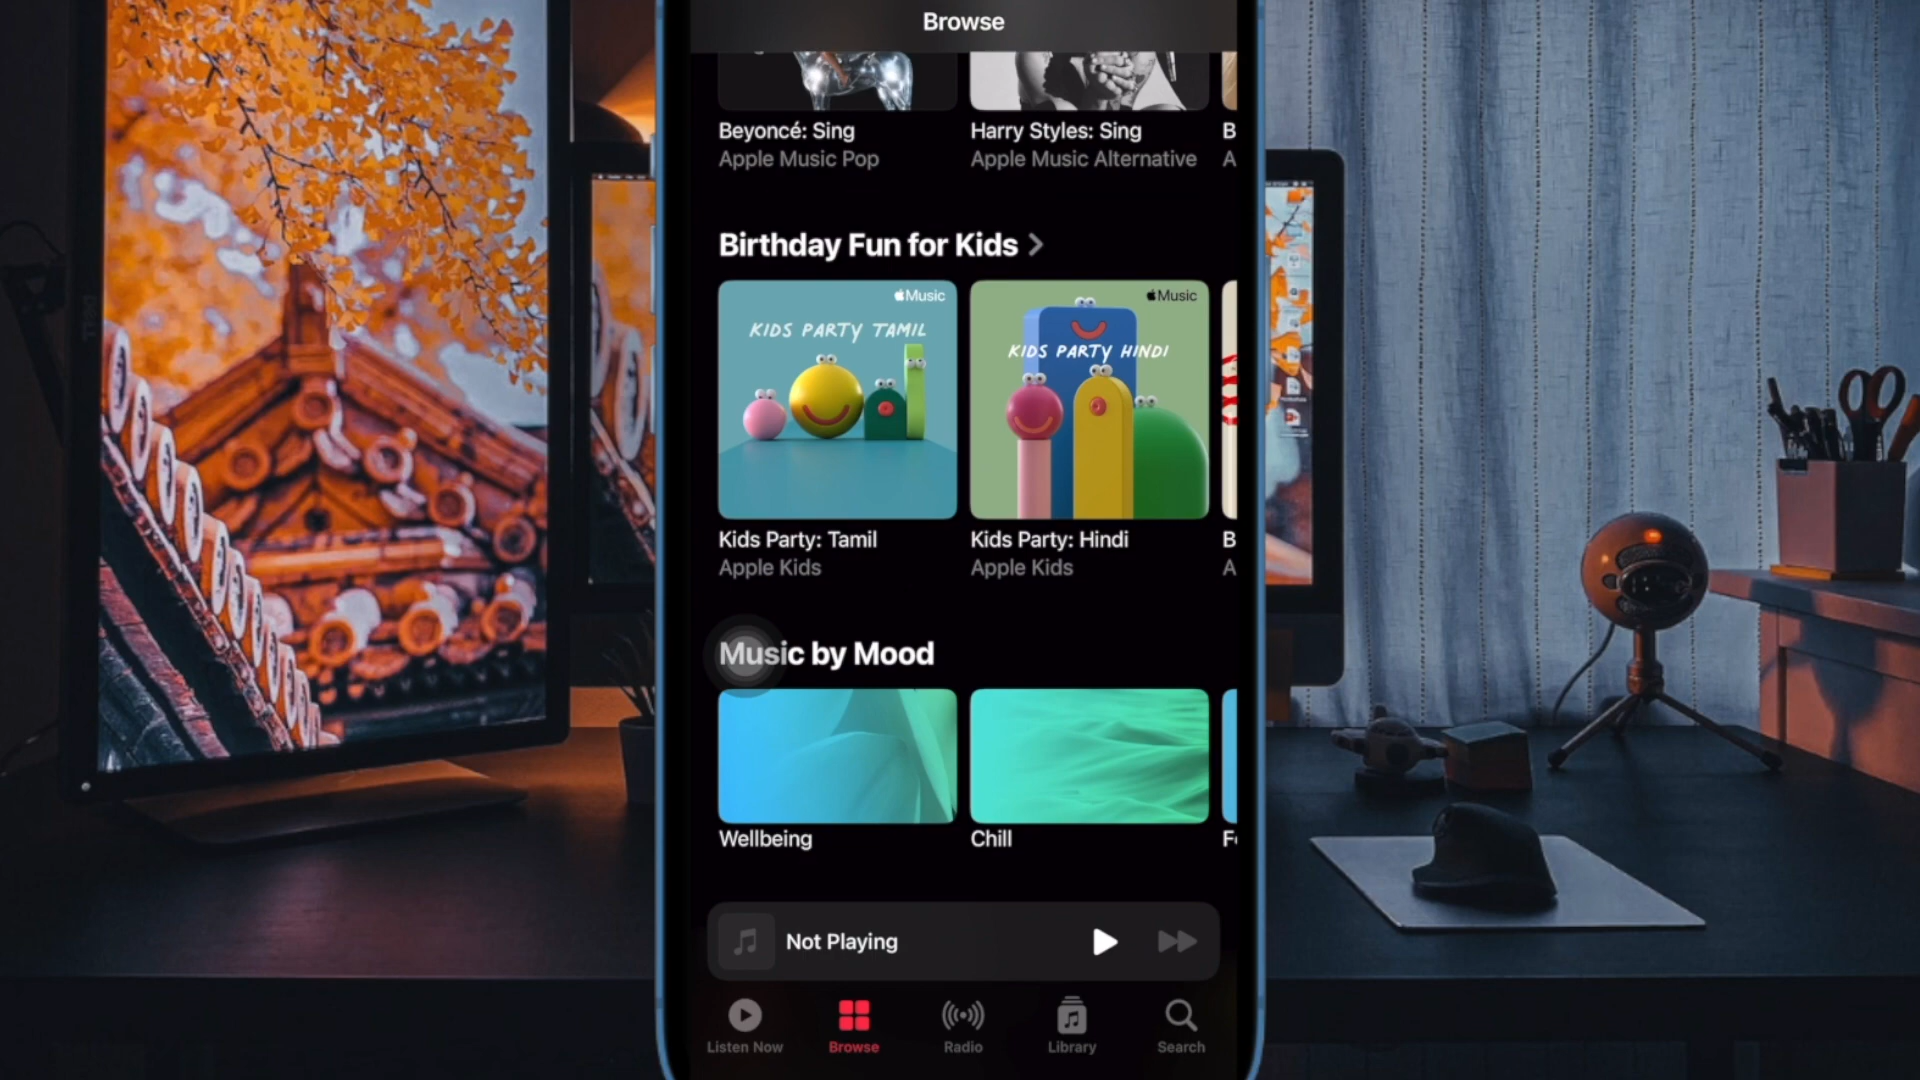 Browse
Beyoncé: Sing
Apple Music Pop
Harry Styles: Sing
Apple Music Alternative
B
A
Birthday Fun for Kids
Music
KIDS PARTY TAMIL
Music
KIDS PARTY HINDI
Kids Party: Tamil
Apple Kids
Kids Party: Hindi
Apple Kids
B
A
Music by Mood
Wellbeing
Chill
Not Playing
Listen Now
Browse
Radio
Library
Search